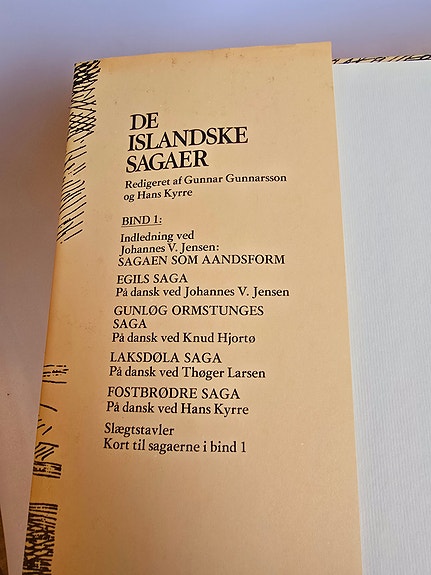 DE
ISLANDSKE
SAGAER
Redigeret af Gunnar Gunnarsson
og Hans Kyrre
BIND 1:
Indledning ved
Johannes V. Jensen:
SAGAEN SOM AANDSFORM
EGILS SAGA
På dansk ved Johannes V. Jensen
GUNLØG ORMSTUNGES
SAGA
På dansk ved Knud Hjortø
LAKSDØLA SAGA
På dansk ved Thøger Larsen
FOSTBRØDRE SAGA
På dansk ved Hans Kyrre
Slægtstavler
Kort til sagaerne i bind 1